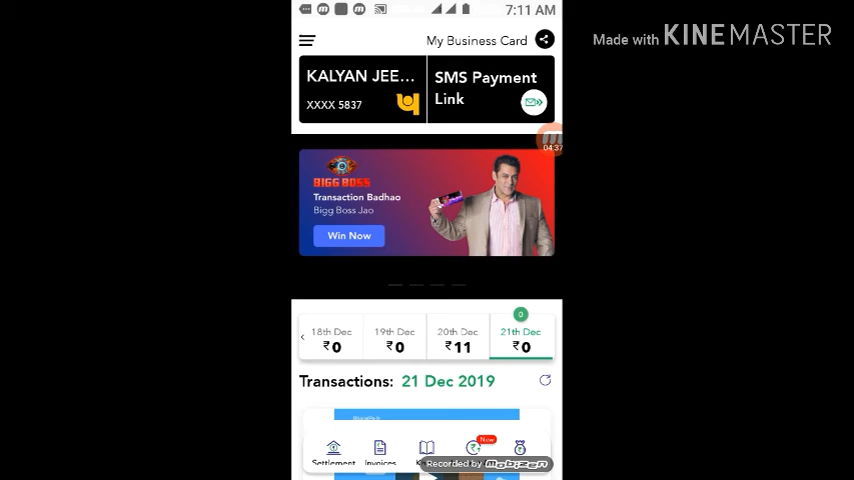 7:11 AM
My Business Card
Made with KINEMASTER
KALYAN JEE...
XXXX 5837
SMS Payment
Link
04:37
BIGG BOSS
Transaction Badhao
Bigg Boss Jao
Win Now
0
18th Dec
19th Dec
20th Dec
21th Dec
₹0
₹0
₹11
₹0
Transactions: 21 Dec 2019
BharatPe
New
Settlement
Invoices
Recorded by Mobizen